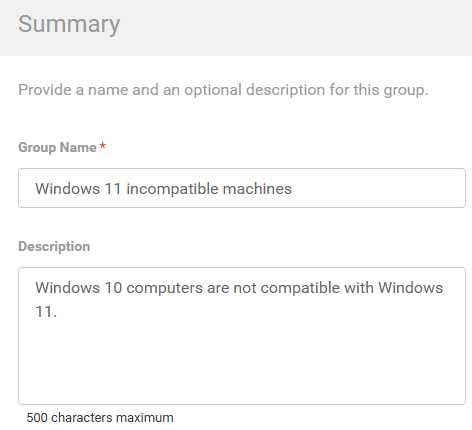 Summary
Provide a name and an optional description for this group.
Group Name *
Windows 11 incompatible machines
Description
Windows 10 computers are not compatible with Windows
11.
500 characters maximum